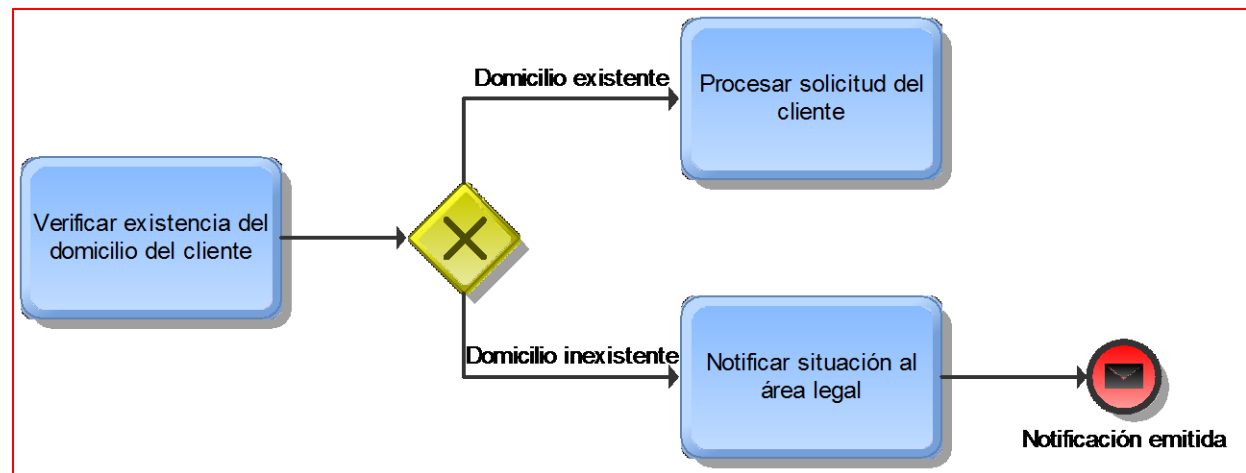 Domicilio existente
Procesar solicitud del
cliente
Verificar existencia del
domicilio del cliente
Domicilio inexistente
Notificar situación al
área legal
Notificación emitida